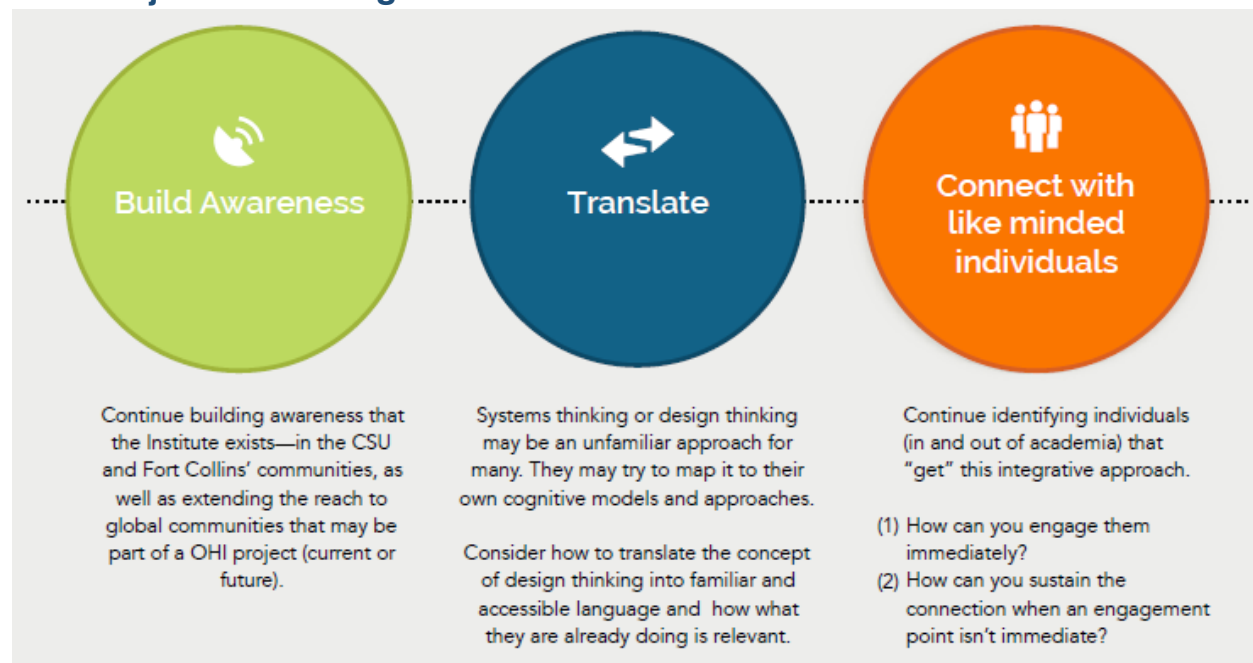 Build Awareness
Continue building awareness that
the Institute exists—in the CSU
and Fort Collins’ communities, as
well as extending the reach to
global communities that may be
part of a OHI project (current or
future).
Translate
Systems thinking or design thinking
may be an unfamiliar approach for
many. They may try to map it to their
own cognitive models and approaches.
Consider how to translate the concept
of design thinking into familiar and
accessible language and how what
they are already doing is relevant.
Connect with
like minded
individuals
Continue identifying individuals
(in and out of academia) that
“get” this integrative approach.
(1) How can you engage them
immediately?
(2) How can you sustain the
connection when an engagement
point isn’t immediate?